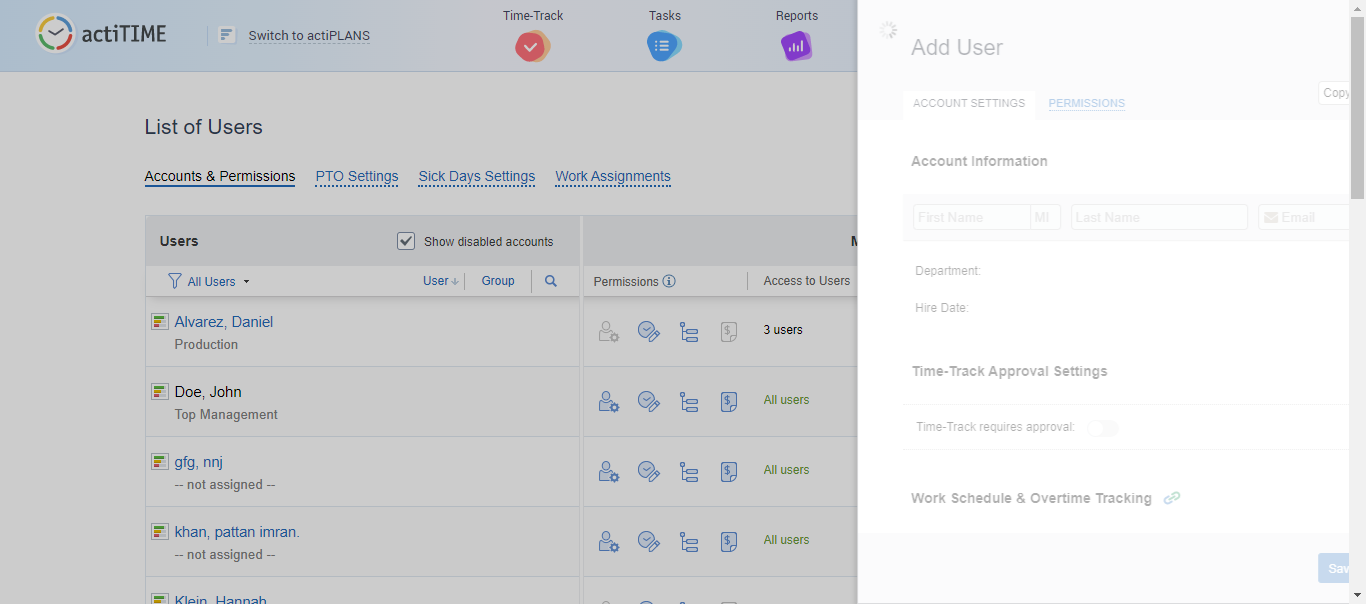 actiTIME
Switch to actiPLANS
Time-Track
Tasks
Reports
List of Users
Accounts & Permissions PTO Settings Sick Days Settings Work Assignments
Users Show disabled accounts M
All Users User Group Permissions Access to Users
Alvarez, Daniel
Production
3 users
Doe, John
Top Management
All users
gfg, nnj
-- not assigned --
All users
khan, pattan imran.
-- not assigned --
All users
Klein, Hannah
Add User
Copy
ACCOUNT SETTINGS PERMISSIONS
Account Information
First Name MI Last Name Email
Department:
Hire Date:
Time-Track Approval Settings
Time-Track requires approval:
Work Schedule & Overtime Tracking
Sav